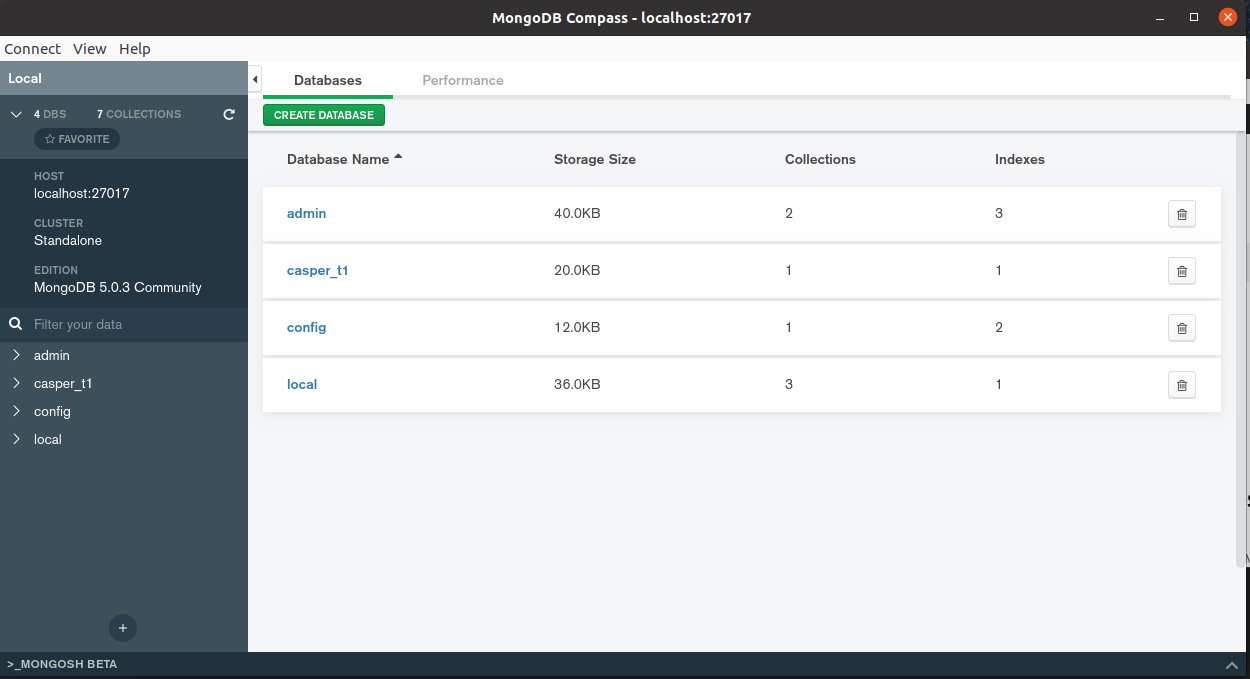 MongoDB Compass - localhost:27017
Connect View Help
Local
4 DBS 7 COLLECTIONS
FAVORITE
HOST
localhost:27017
CLUSTER
Standalone
EDITION
MongoDB 5.0.3 Community
Filter your data
admin
casper_t1
config
local
>_MONGOSH BETA
Databases Performance
CREATE DATABASE
Database Name Storage Size Collections Indexes
admin 40.0KB 2 3
casper_t1 20.0KB 1 1
config 12.0KB 1 2
local 36.0KB 3 1